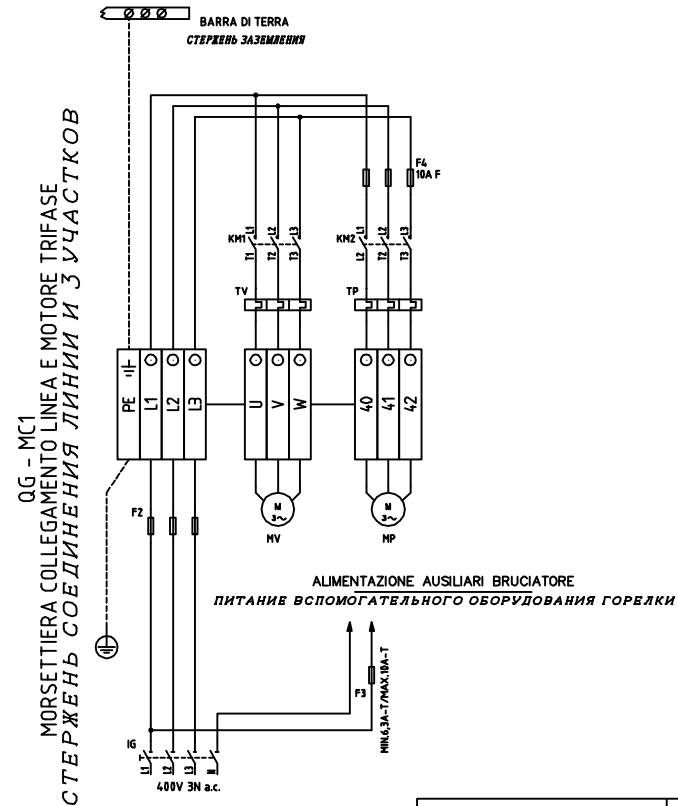 BARRA DI TERRA
СТЕРЖЕНЬ ЗАЗЕМЛЕНИЯ
QG - MC1
MORSETTIERA COLLEGAMENTO LINEA E MOTORE TRIFASE
СТЕРЖЕНЬ СОЕДИНЕНИЯ ЛИНИИ И 3 УЧАСТКОВ
F4
10A F
KM1
L1
L2
L3
T1
T2
T3
KM2
L1
L2
L3
L2
T2
T3
TV
TP
PE
L1
L2
L3
U
V
W
40
41
42
F2
M
3~
MV
M
3~
MP
ALIMENTAZIONE AUSILIARI BRUCIATORE
ПИТАНИЕ ВСПОМОГАТЕЛЬНОГО ОБОРУДОВАНИЯ ГОРЕЛКИ
F3
MIN.6,3A-T/MAX.10A-T
IG
L1
L2
L3
N
400V 3N a.c.